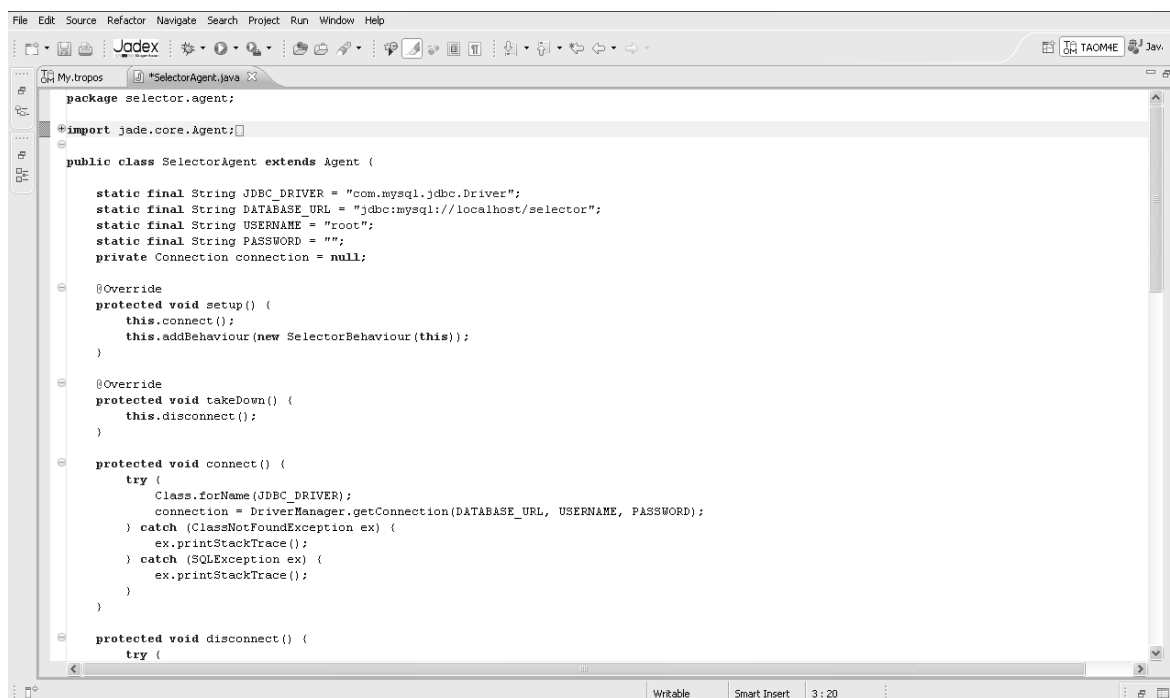 File Edit Source Refactor Navigate Search Project Run Window Help
Jadex TAOM4E Jav.
My.tropos *SelectorAgent.java
package selector.agent;
import jade.core.Agent;
public class SelectorAgent extends Agent {
static final String JDBC_DRIVER = "com.mysql.jdbc.Driver";
static final String DATABASE_URL = "jdbc:mysql://localhost/selector";
static final String USERNAME = "root";
static final String PASSWORD = "";
private Connection connection = null;
@Override
protected void setup() {
this.connect();
this.addBehaviour(new SelectorBehaviour(this));
}
@Override
protected void takeDown() {
this.disconnect();
}
protected void connect() {
try {
Class.forName(JDBC_DRIVER);
connection = DriverManager.getConnection(DATABASE_URL, USERNAME, PASSWORD);
} catch (ClassNotFoundException ex) {
ex.printStackTrace();
} catch (SQLException ex) {
ex.printStackTrace();
}
}
protected void disconnect() {
try {
Writable Smart Insert 3 : 20